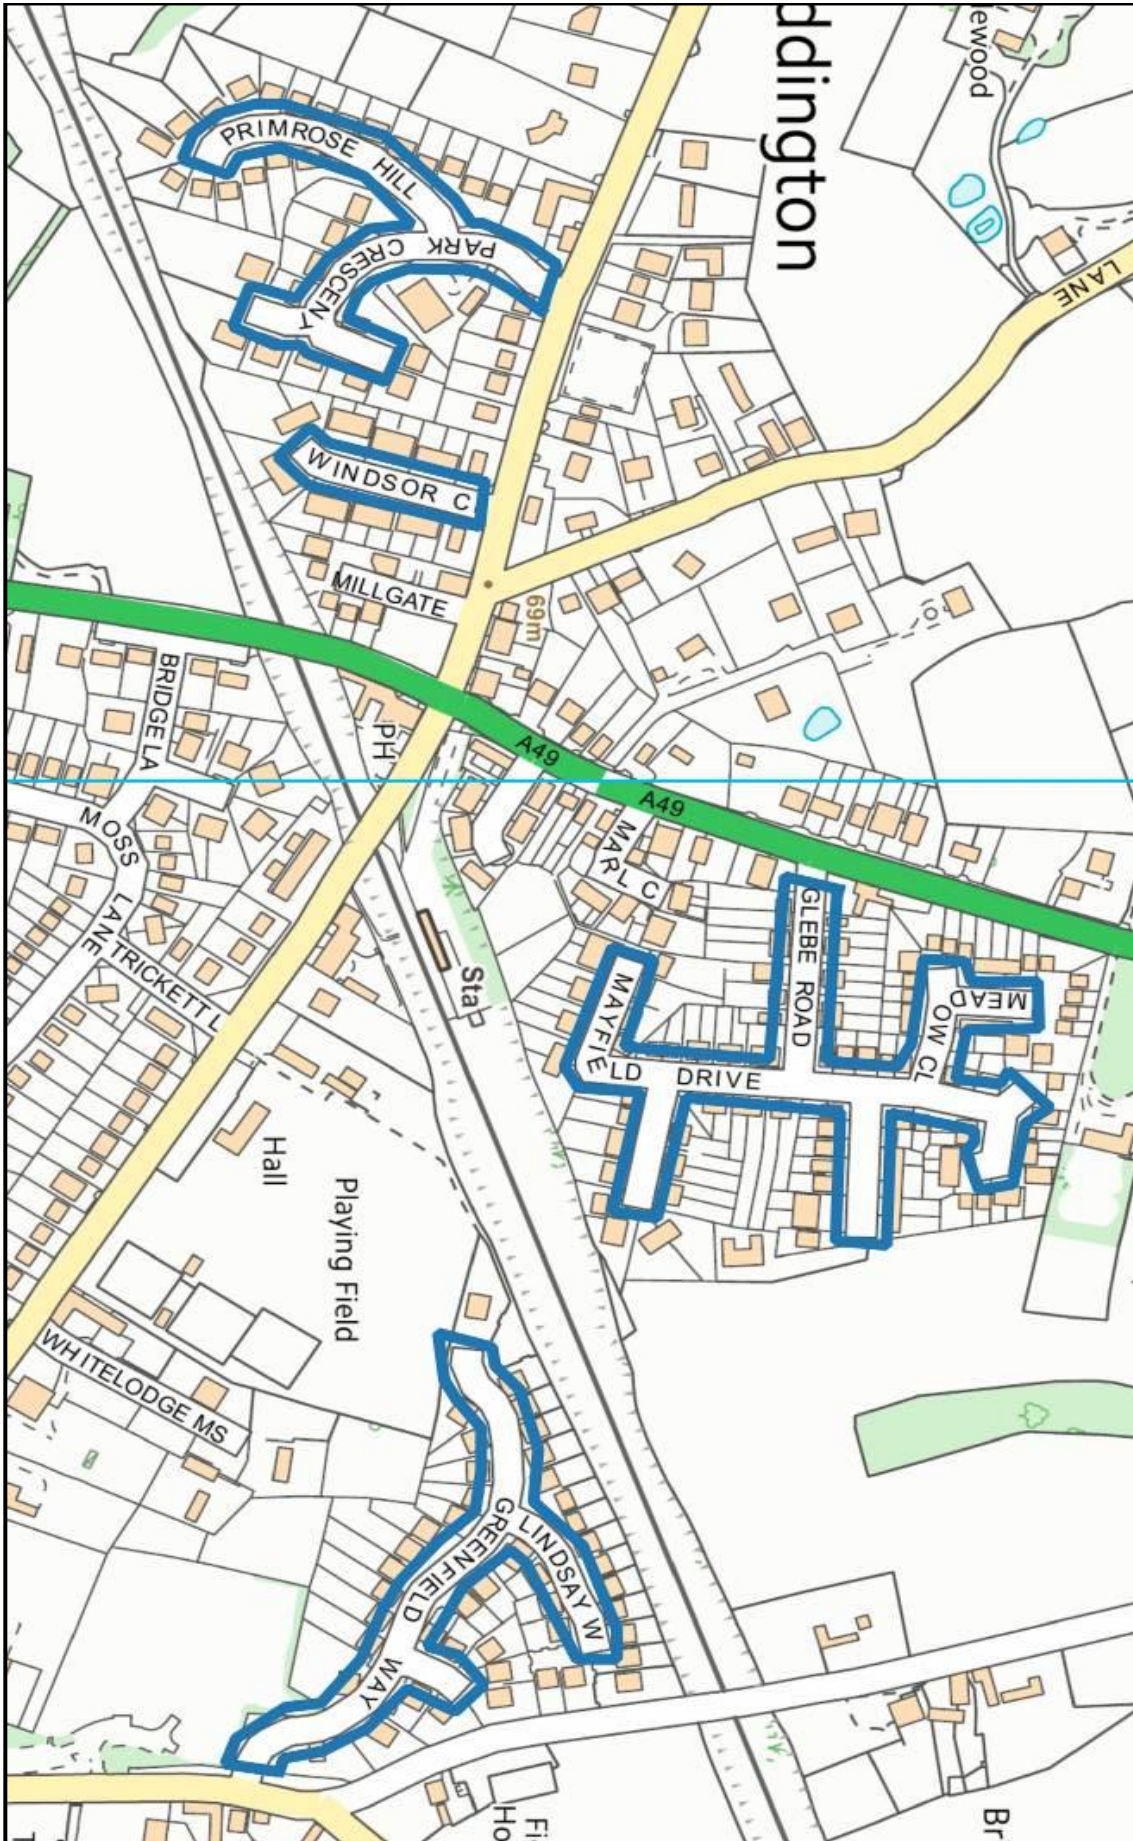 ddington
lewood
LANE
PRIMROSE HILL
PARK CRESCENT
WINDSOR C
MILLGATE
69m
BRIDGE LA
PH
A49
A49
MOSS LANE
MARL C
TRICKETT L
Sta
GLEBE ROAD
MEADOW CL
MAYFIELD DRIVE
Hall
Playing Field
WHITELODGE MS
LINDSAY W
GREENFIELD WAY
Fi
Ho
Br